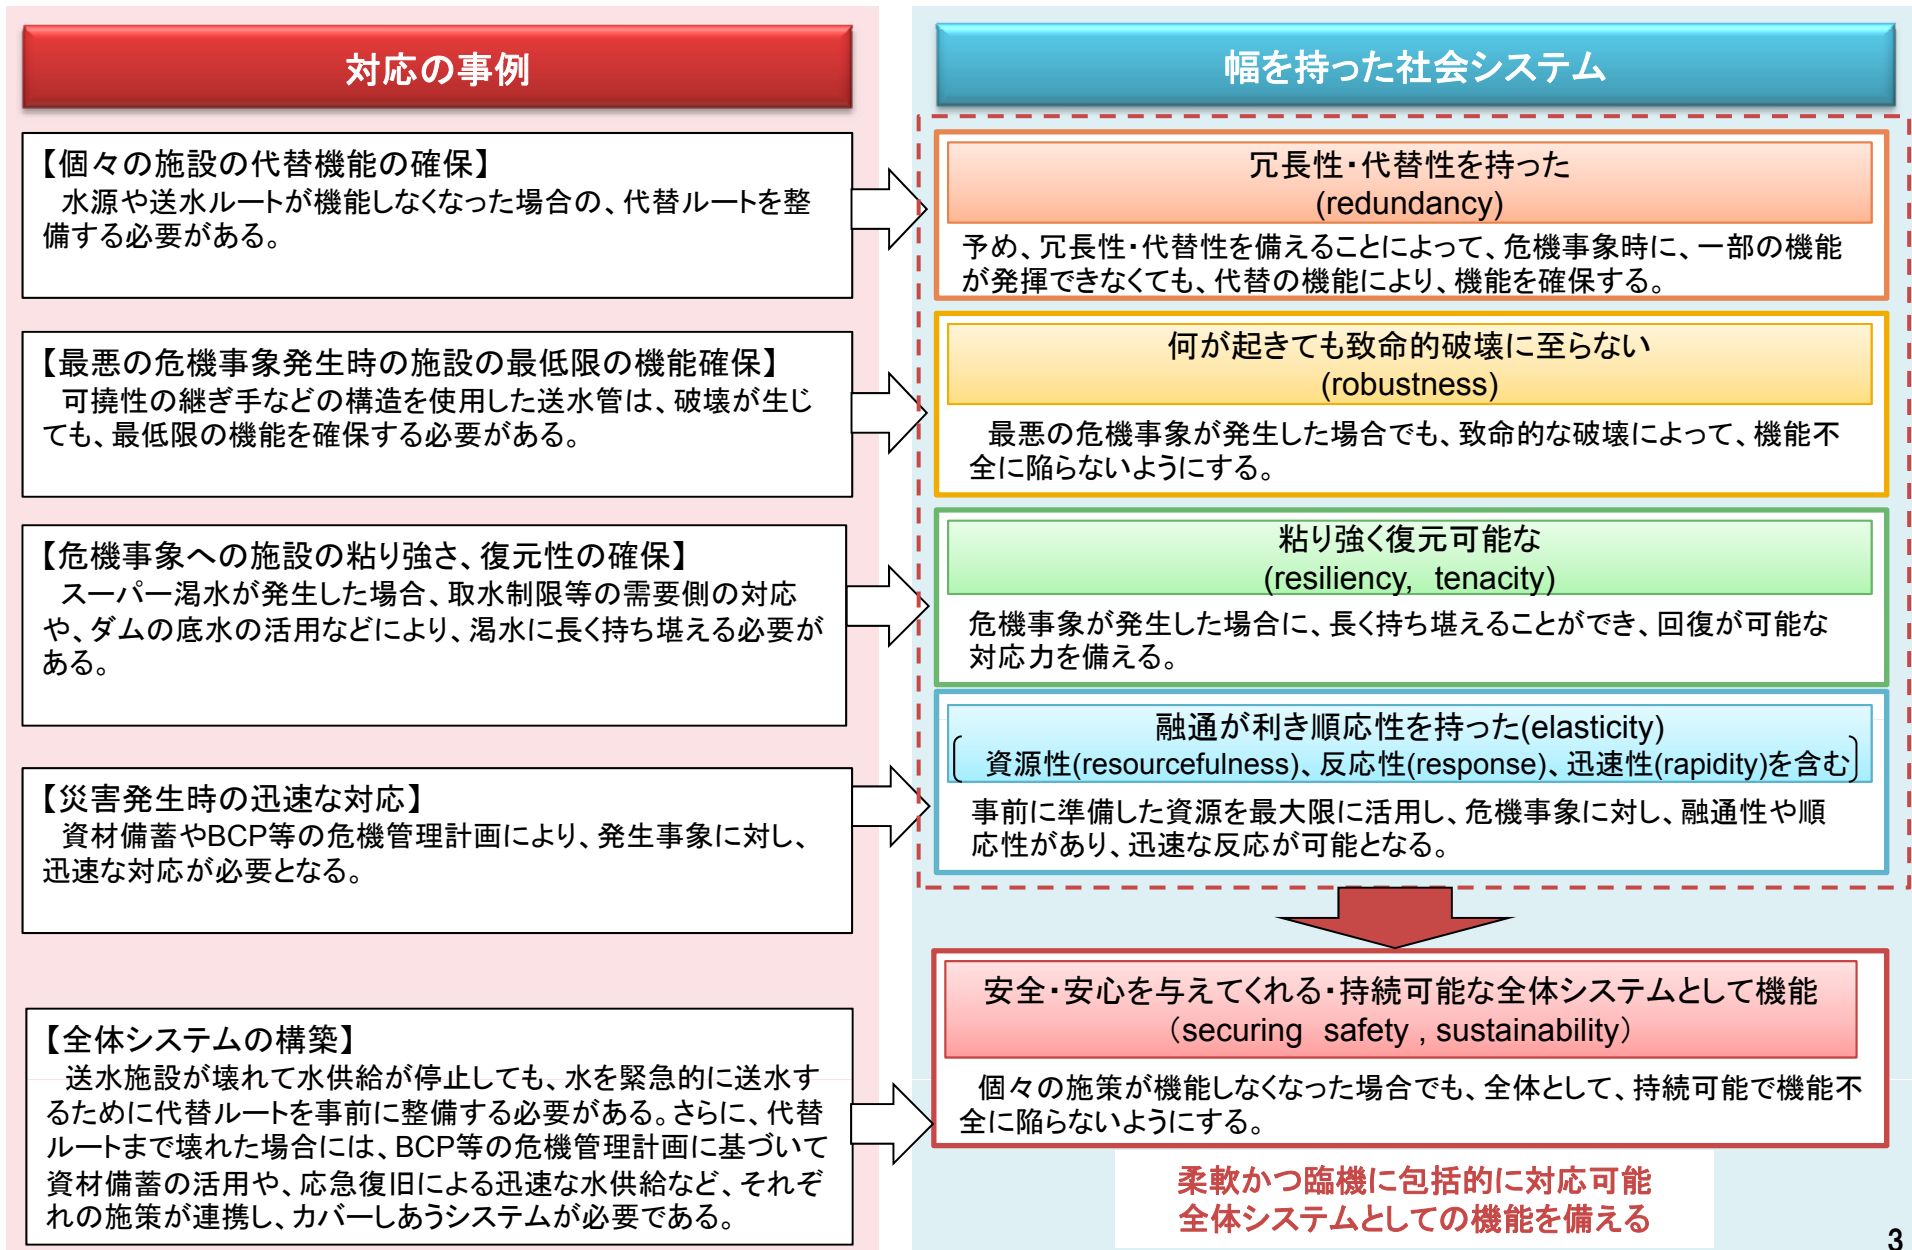 対応の事例
【個々の施設の代替機能の確保】
水源や送水ルートが機能しなくなった場合の、代替ルートを整
備する必要がある。
【最悪の危機事象発生時の施設の最低限の機能確保】
可撓性の継ぎ手などの構造を使用した送水管は、破壊が生じ
ても、最低限の機能を確保する必要がある。
【危機事象への施設の粘り強さ、復元性の確保】
スーパー渇水が発生した場合、取水制限等の需要側の対応
や、ダムの底水の活用などにより、渇水に長く持ち堪える必要が
ある。
【災害発生時の迅速な対応】
資材備蓄やBCP等の危機管理計画により、発生事象に対し、
迅速な対応が必要となる。
【全体システムの構築】
送水施設が壊れて水供給が停止しても、水を緊急的に送水す
るために代替ルートを事前に整備する必要がある。さらに、代替
ルートまで壊れた場合には、BCP等の危機管理計画に基づいて
資材備蓄の活用や、応急復旧による迅速な水供給など、それぞ
れの施策が連携し、カバーしあうシステムが必要である。
幅を持った社会システム
冗長性・代替性を持った
(redundancy)
予め、冗長性・代替性を備えることによって、危機事象時に、一部の機能
が発揮できなくても、代替の機能により、機能を確保する。
何が起きても致命的破壊に至らない
(robustness)
最悪の危機事象が発生した場合でも、致命的な破壊によって、機能不
全に陥らないようにする。
粘り強く復元可能な
(resiliency, tenacity)
危機事象が発生した場合に、長く持ち堪えることができ、回復が可能な
対応力を備える。
融通が利き順応性を持った(elasticity)
資源性(resourcefulness)、反応性(response)、迅速性(rapidity)を含む
事前に準備した資源を最大限に活用し、危機事象に対し、融通性や順
応性があり、迅速な反応が可能となる。
安全・安心を与えてくれる・持続可能な全体システムとして機能
（securing safety , sustainability）
個々の施策が機能しなくなった場合でも、全体として、持続可能で機能不
全に陥らないようにする。
柔軟かつ臨機に包括的に対応可能
全体システムとしての機能を備える
3